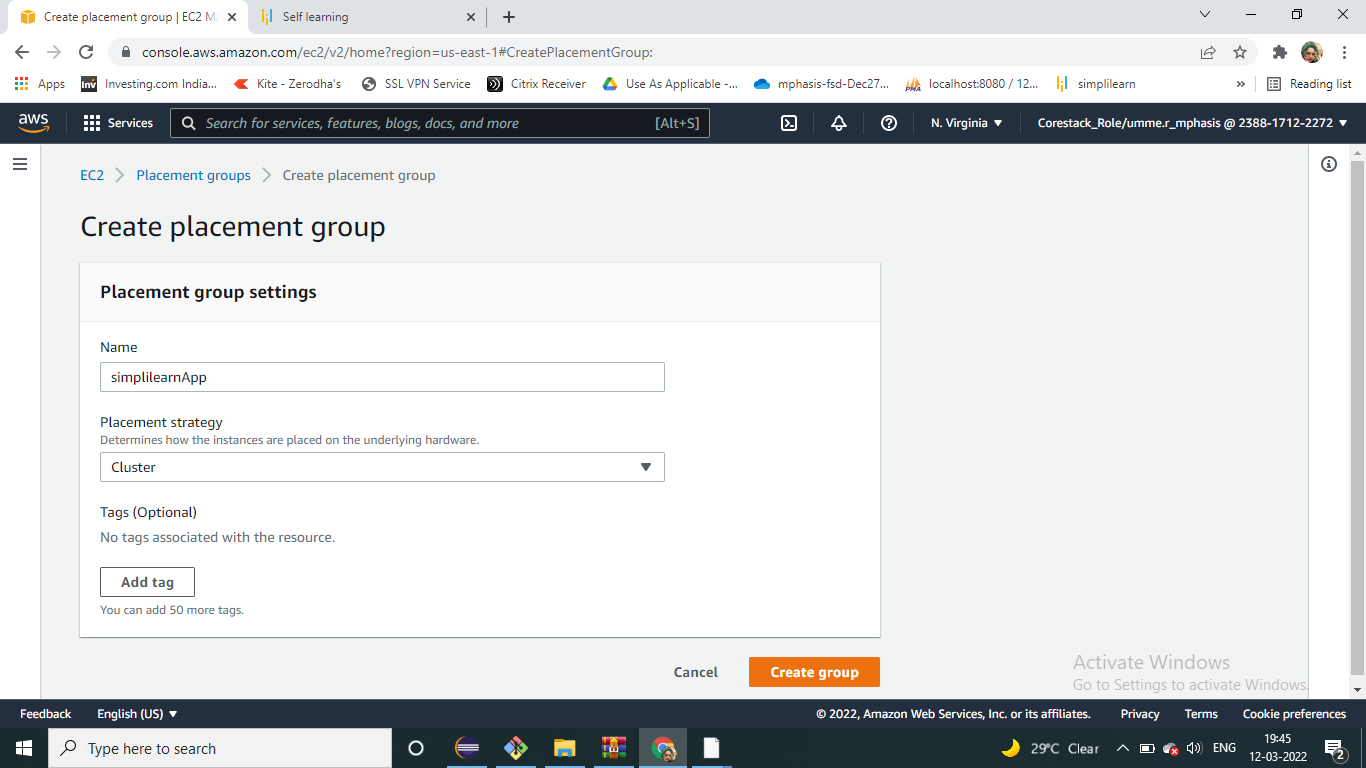 Create placement group | EC2 Ma
Self learning
console.aws.amazon.com/ec2/v2/home?region=us-east-1#CreatePlacementGroup:
Apps
Inv
Investing.com India...
Kite - Zerodha's
SSL VPN Service
Citrix Receiver
Use As Applicable -...
mphasis-fsd-Dec27...
localhost:8080 / 12...
simplilearn
»
Reading list
aws
Services
Search for services, features, blogs, docs, and more
[Alt+S]
N. Virginia
Corestack_Role/umme.r_mphasis @ 2388-1712-2272
EC2 > Placement groups > Create placement group
Create placement group
Placement group settings
Name
simplilearnApp
Placement strategy
Determines how the instances are placed on the underlying hardware.
Cluster
Tags (Optional)
No tags associated with the resource.
Add tag
You can add 50 more tags.
Cancel
Create group
Activate Windows
Go to Settings to activate Windows.
Feedback
English (US)
© 2022, Amazon Web Services, Inc. or its affiliates.
Privacy
Terms
Cookie preferences
Type here to search
29°C Clear
ENG
19:45
12-03-2022
2